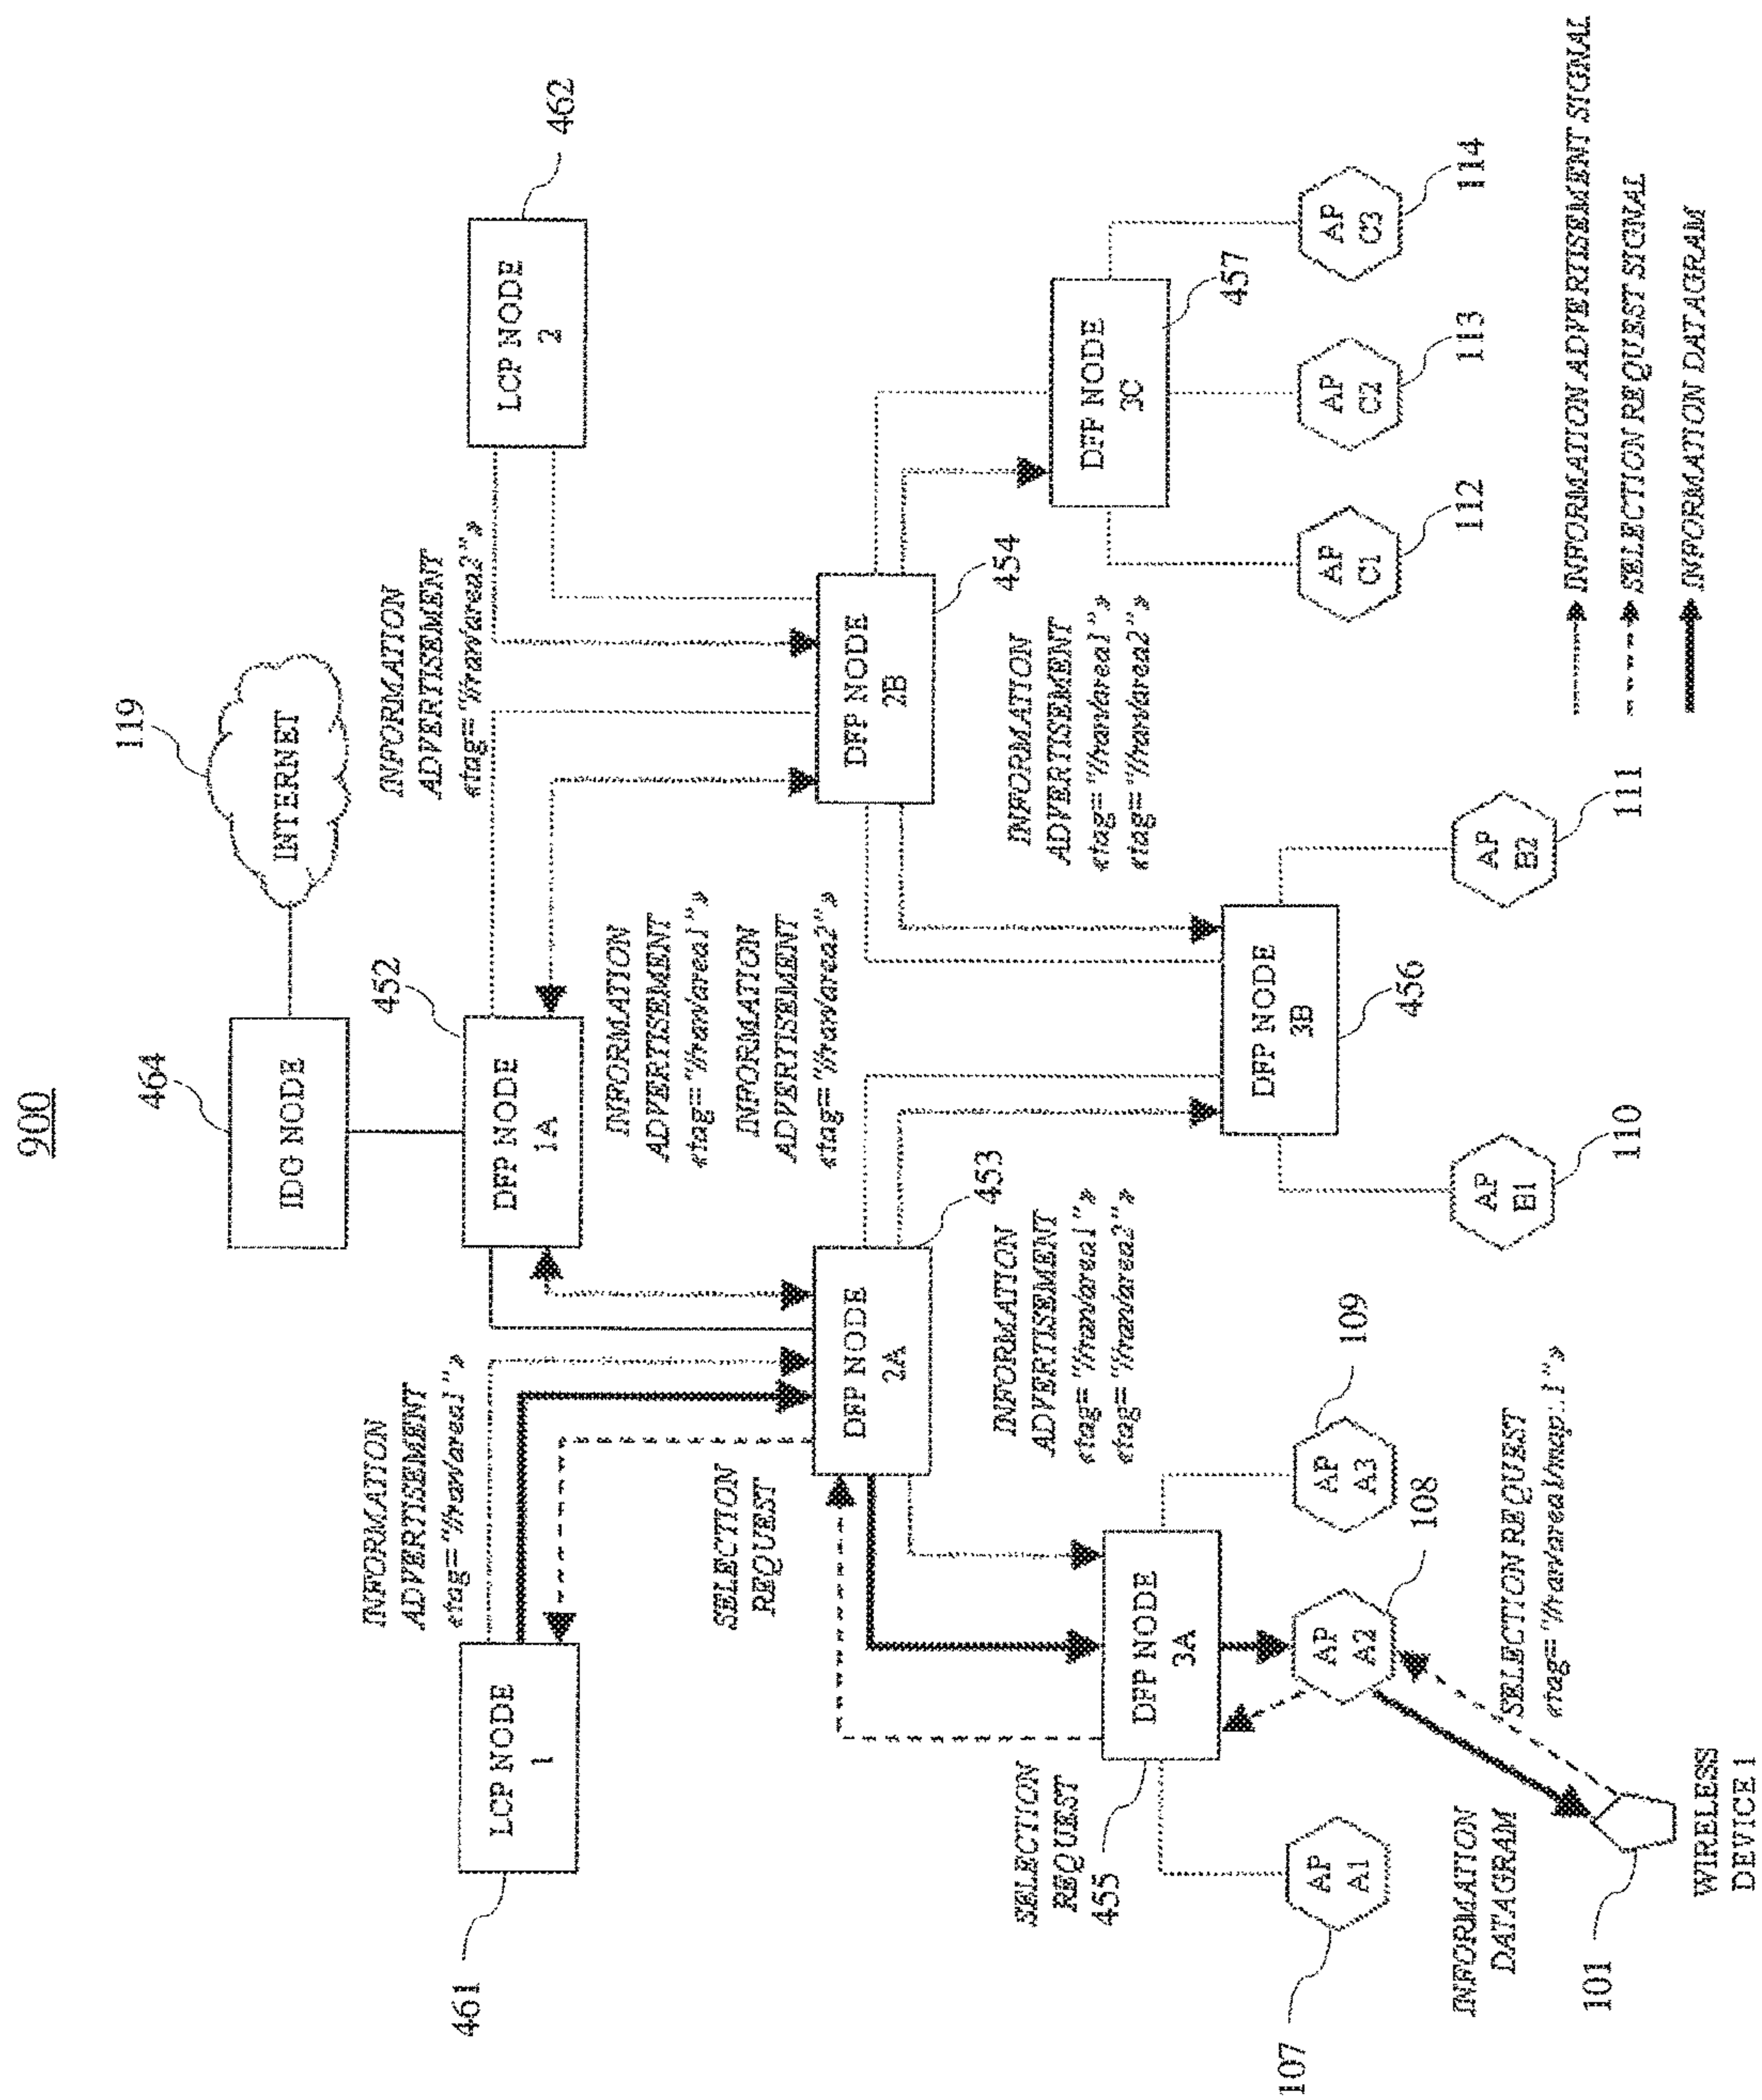 900
119
INTERNET
464
IDG NODE
452
DFP NODE
1A
461
LCP NODE
1
INFORMATION
ADVERTISEMENT
<tag="//ran/area1">
INFORMATION
ADVERTISEMENT
<tag="//ran/area2">
LCP NODE
2
462
INFORMATION
ADVERTISEMENT
<tag="//ran/area1">
INFORMATION
ADVERTISEMENT
<tag="//ran/area2">
SELECTION
REQUEST
DFP NODE
2A
453
DFP NODE
2B
454
INFORMATION
ADVERTISEMENT
<tag="//ran/area1">
<tag="//ran/area2">
INFORMATION
ADVERTISEMENT
<tag="//ran/area1">
<tag="//ran/area2">
SELECTION
REQUEST
455
DFP NODE
3A
DFP NODE
3B
456
DFP NODE
3C
457
AP
A1
107
AP
A2
108
AP
A3
109
AP
B1
110
AP
B2
111
AP
C1
112
AP
C2
113
AP
C3
114
INFORMATION
DATAGRAM
SELECTION REQUEST
<tag="//ran/area1/map/.1">
101
WIRELESS
DEVICE 1
INFORMATION ADVERTISEMENT SIGNAL
SELECTION REQUEST SIGNAL
INFORMATION DATAGRAM